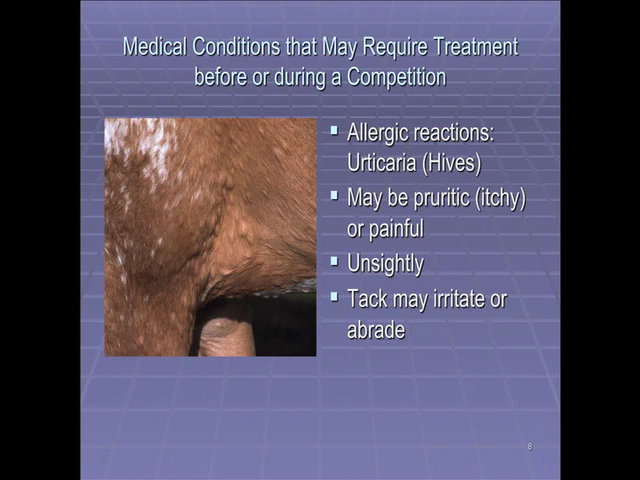 Medical Conditions that May Require Treatment
before or during a Competition
Allergic reactions:
Urticaria (Hives)
May be pruritic (itchy)
or painful
Unsightly
Tack may irritate or
abrade
8